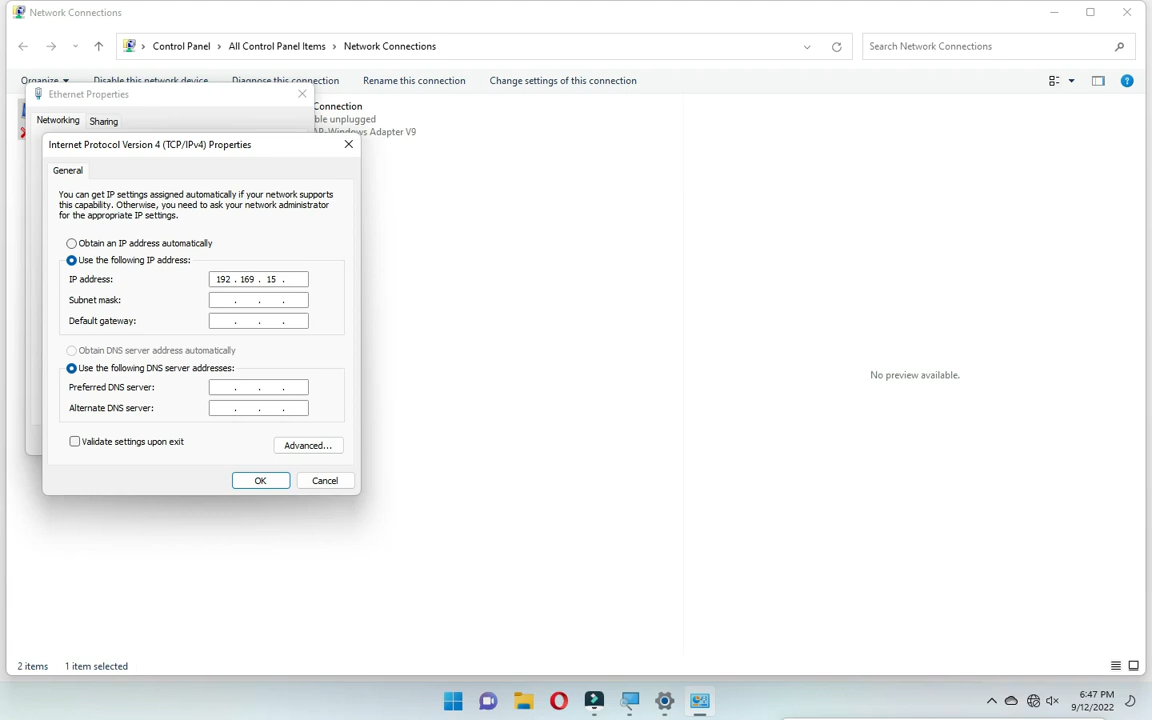 Network Connections
Control Panel > All Control Panel Items > Network Connections
Search Network Connections
Organize Disable this network device Diagnose this connection Rename this connection Change settings of this connection
Ethernet Properties
Connection
ble unplugged
AP-Windows Adapter V9
Networking Sharing
Internet Protocol Version 4 (TCP/IPv4) Properties
General
You can get IP settings assigned automatically if your network supports
this capability. Otherwise, you need to ask your network administrator
for the appropriate IP settings.
Obtain an IP address automatically
Use the following IP address:
IP address: 192 . 169 . 15 .
Subnet mask: . . .
Default gateway: . . .
Obtain DNS server address automatically
Use the following DNS server addresses:
Preferred DNS server: . . .
Alternate DNS server: . . .
Validate settings upon exit
Advanced...
OK Cancel
No preview available.
2 items 1 item selected
6:47 PM
9/12/2022